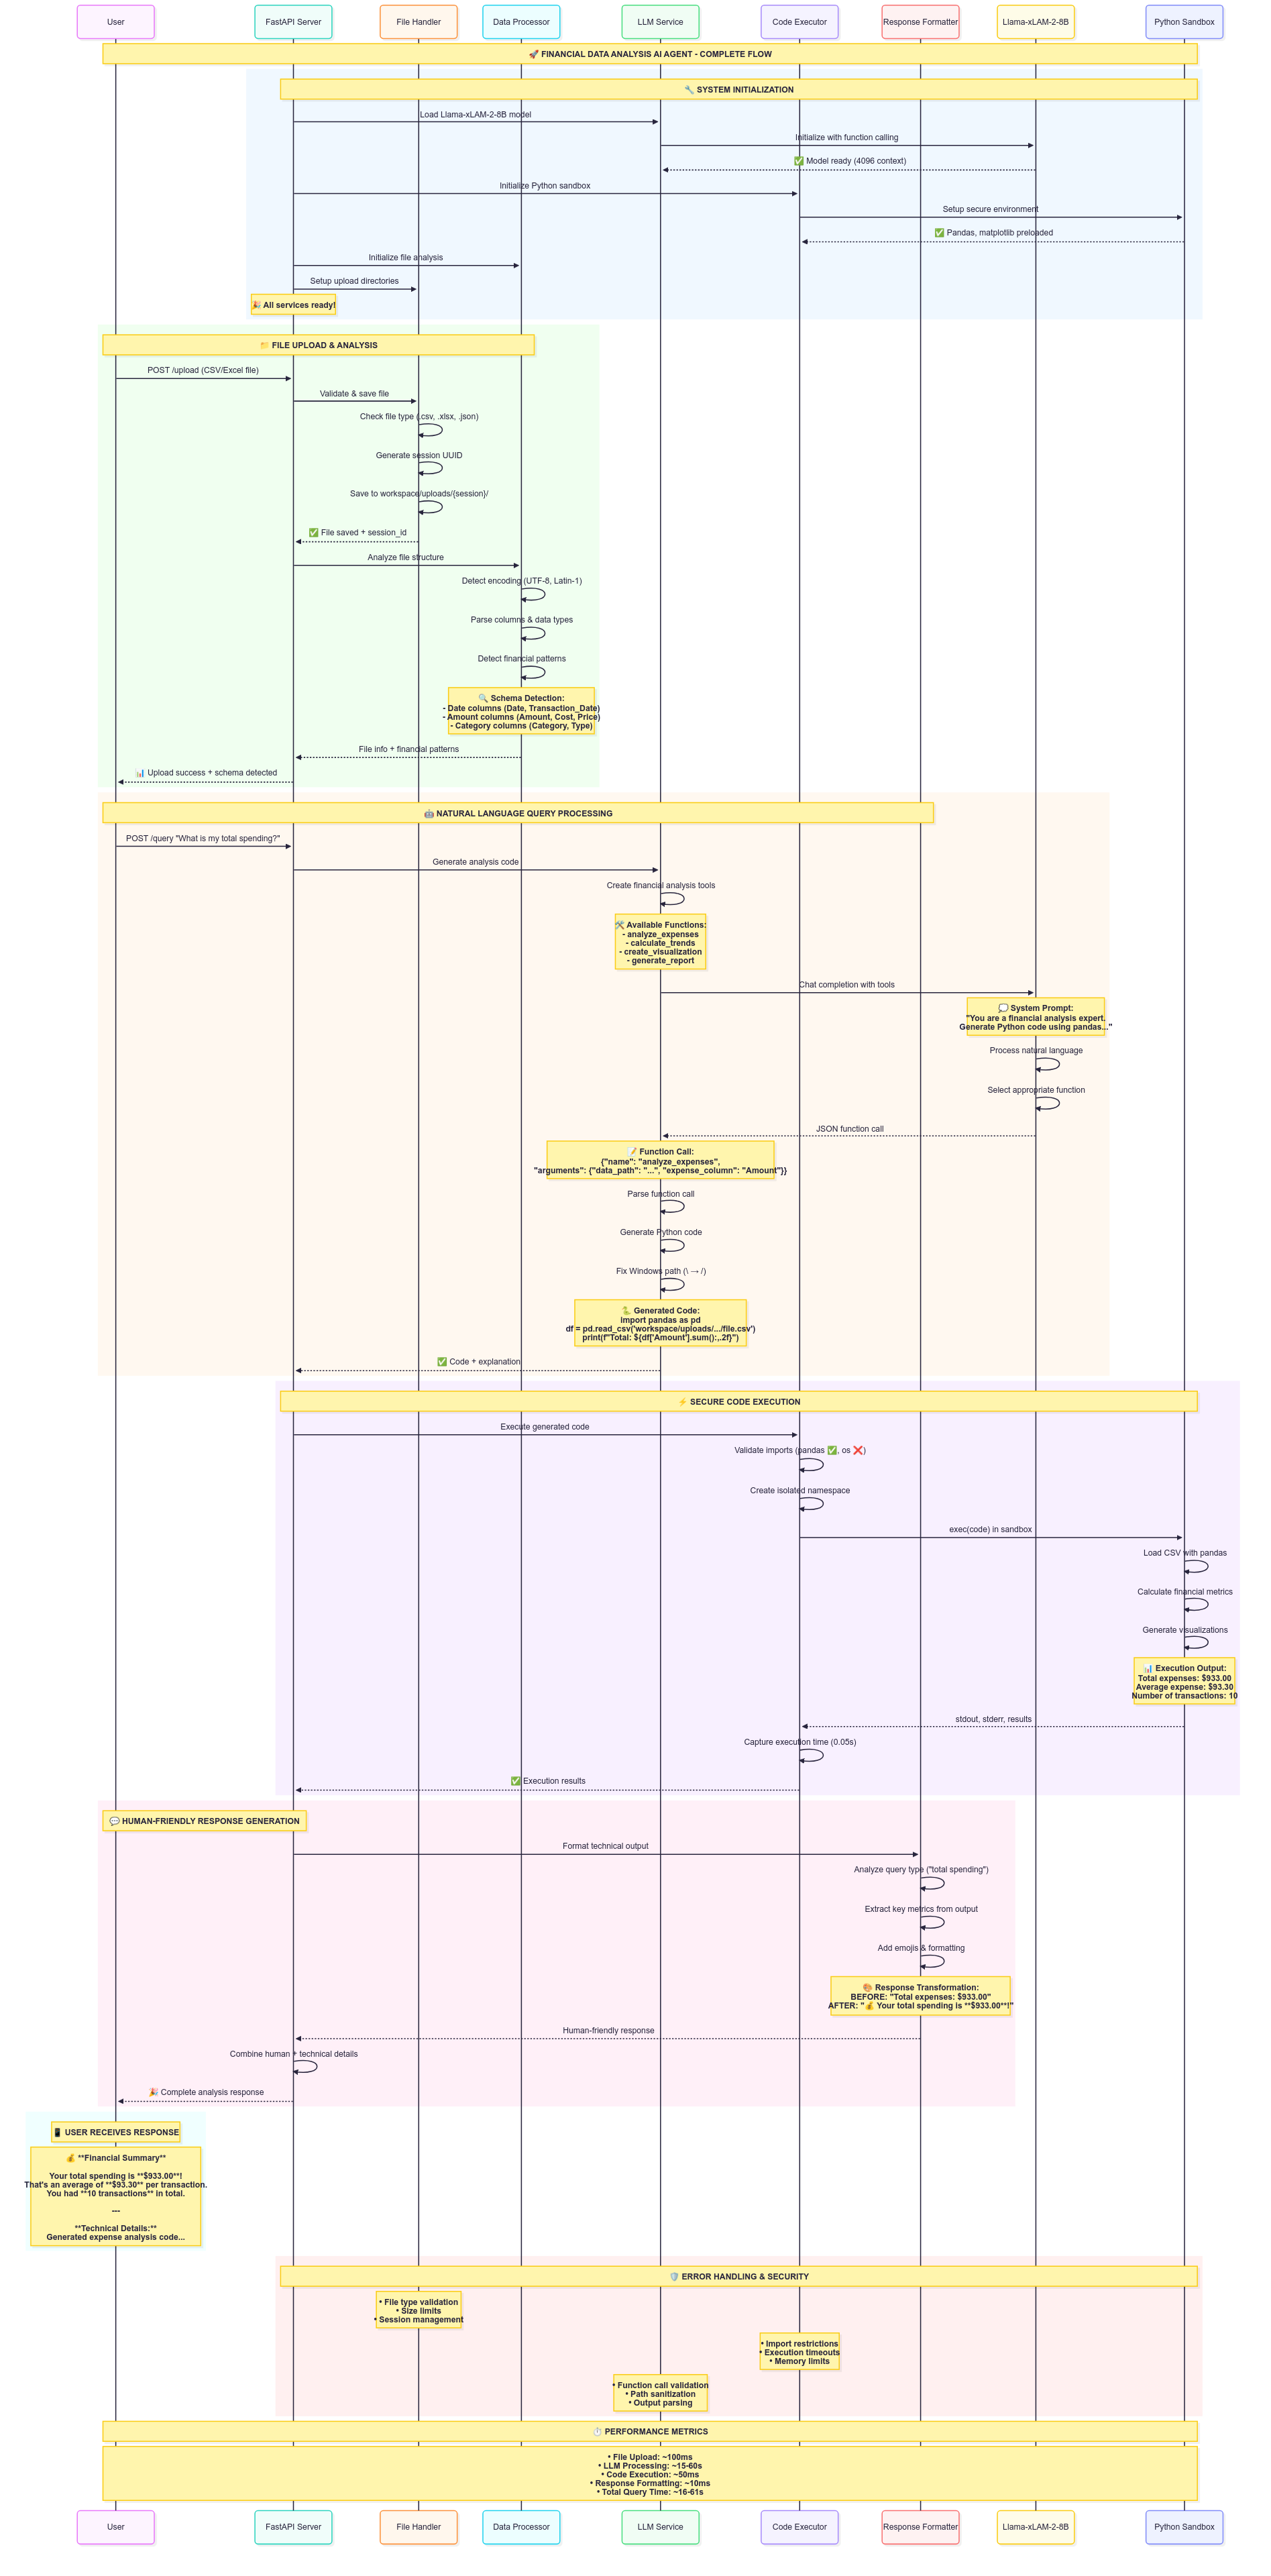 User
FastAPI Server
File Handler
Data Processor
LLM Service
Code Executor
Response Formatter
Llama-xLAM-2-8B
Python Sandbox
🚀 FINANCIAL DATA ANALYSIS AI AGENT - COMPLETE FLOW
🔧 SYSTEM INITIALIZATION
Load Llama-xLAM-2-8B model
Initialize with function calling
✅ Model ready (4096 context)
Initialize Python sandbox
Setup secure environment
✅ Pandas, matplotlib preloaded
Initialize file analysis
Setup upload directories
🎉 All services ready!
📁 FILE UPLOAD & ANALYSIS
POST /upload (CSV/Excel file)
Validate & save file
Check file type (.csv, .xlsx, .json)
Generate session UUID
Save to workspace/uploads/{session}/
✅ File saved + session_id
Analyze file structure
Detect encoding (UTF-8, Latin-1)
Parse columns & data types
Detect financial patterns
🔍 Schema Detection:
- Date columns (Date, Transaction_Date)
- Amount columns (Amount, Cost, Price)
- Category columns (Category, Type)
File info + financial patterns
📊 Upload success + schema detected
🤖 NATURAL LANGUAGE QUERY PROCESSING
POST /query "What is my total spending?"
Generate analysis code
Create financial analysis tools
🛠️ Available Functions:
- analyze_expenses
- calculate_trends
- create_visualization
- generate_report
Chat completion with tools
💭 System Prompt:
"You are a financial analysis expert.
Generate Python code using pandas..."
Process natural language
Select appropriate function
JSON function call
📝 Function Call:
{"name": "analyze_expenses",
"arguments": {"data_path": "...", "expense_column": "Amount"}}
Parse function call
Generate Python code
Fix Windows path (\ → /)
🐍 Generated Code:
import pandas as pd
df = pd.read_csv('workspace/uploads/.../file.csv')
print(f"Total: ${df['Amount'].sum():,.2f}")
✅ Code + explanation
⚡ SECURE CODE EXECUTION
Execute generated code
Validate imports (pandas ✅, os ❌)
Create isolated namespace
exec(code) in sandbox
Load CSV with pandas
Calculate financial metrics
Generate visualizations
📊 Execution Output:
Total expenses: $933.00
Average expense: $93.30
Number of transactions: 10
stdout, stderr, results
Capture execution time (0.05s)
✅ Execution results
💬 HUMAN-FRIENDLY RESPONSE GENERATION
Format technical output
Analyze query type ("total spending")
Extract key metrics from output
Add emojis & formatting
🎨 Response Transformation:
BEFORE: "Total expenses: $933.00"
AFTER: "💰 Your total spending is **$933.00**!"
Human-friendly response
Combine human + technical details
🎉 Complete analysis response
📱 USER RECEIVES RESPONSE
💰 **Financial Summary**
Your total spending is **$933.00**!
That's an average of **$93.30** per transaction.
You had **10 transactions** in total.
---
**Technical Details:**
Generated expense analysis code...
🛡️ ERROR HANDLING & SECURITY
• File type validation
• Size limits
• Session management
• Import restrictions
• Execution timeouts
• Memory limits
• Function call validation
• Path sanitization
• Output parsing
⏱️ PERFORMANCE METRICS
• File Upload: ~100ms
• LLM Processing: ~15-60s
• Code Execution: ~50ms
• Response Formatting: ~10ms
• Total Query Time: ~16-61s
User
FastAPI Server
File Handler
Data Processor
LLM Service
Code Executor
Response Formatter
Llama-xLAM-2-8B
Python Sandbox